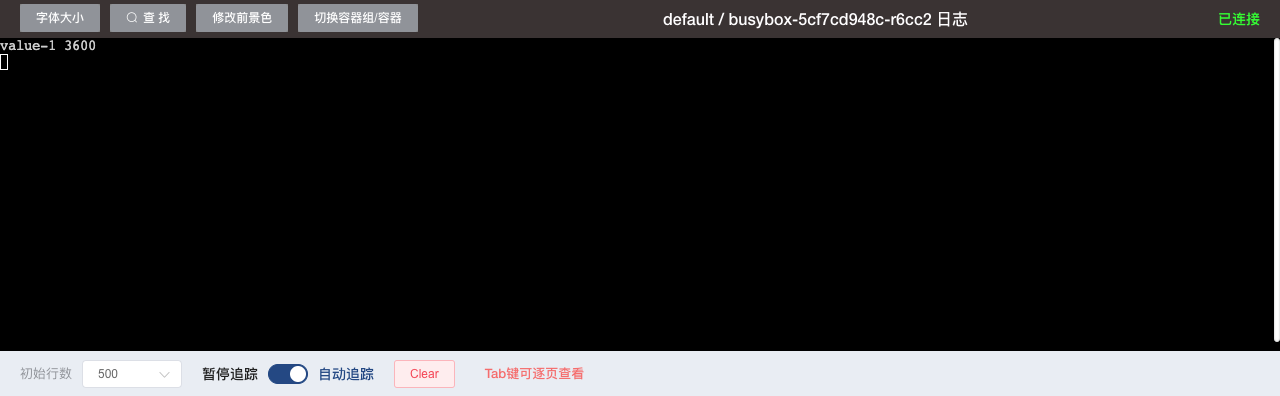 字体大小 查 找 修改前景色 切换容器组/容器 default / busybox-5cf7cd948c-r6cc2 日志 已连接
value-1 3600
初始行数 500 暂停追踪 自动追踪 Clear Tab键可逐页查看